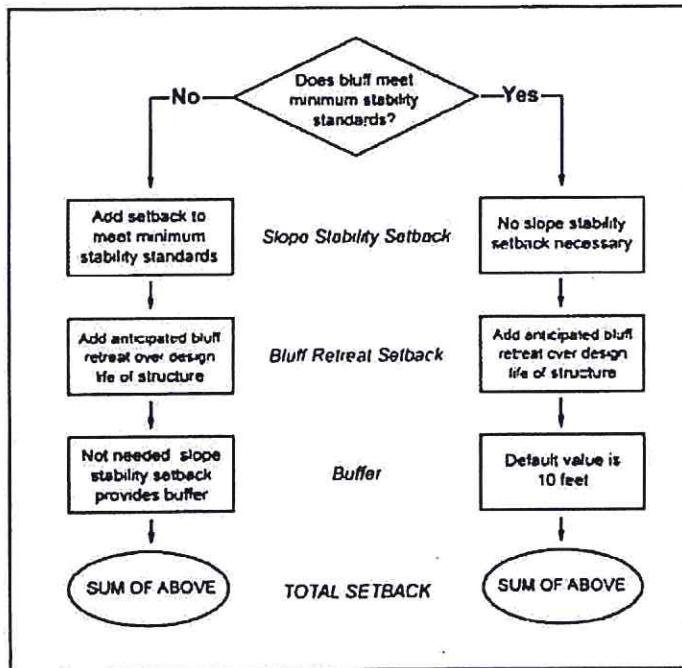 Does bluff meet
minimum stability
standards?
No
Yes
Add setback to
meet minimum
stability standards
Slope Stability Setback
No slope stability
setback necessary
Add anticipated bluff
retreat over design
life of structure
Bluff Retreat Setback
Add anticipated bluff
retreat over design
life of structure
Not needed slope
stability setback
provides buffer
Buffer
Default value is
10 feet
SUM OF ABOVE
TOTAL SETBACK
SUM OF ABOVE